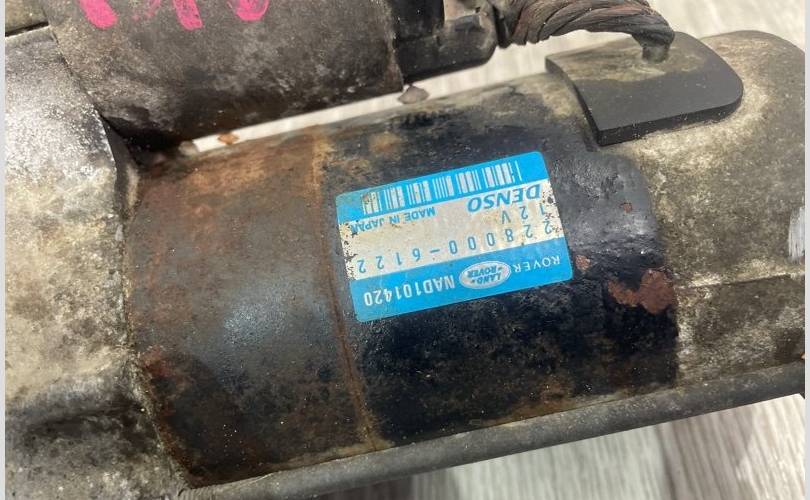 ROVER LAND ROVER NAD101420
228000-6122
12V
DENSO MADE IN JAPAN